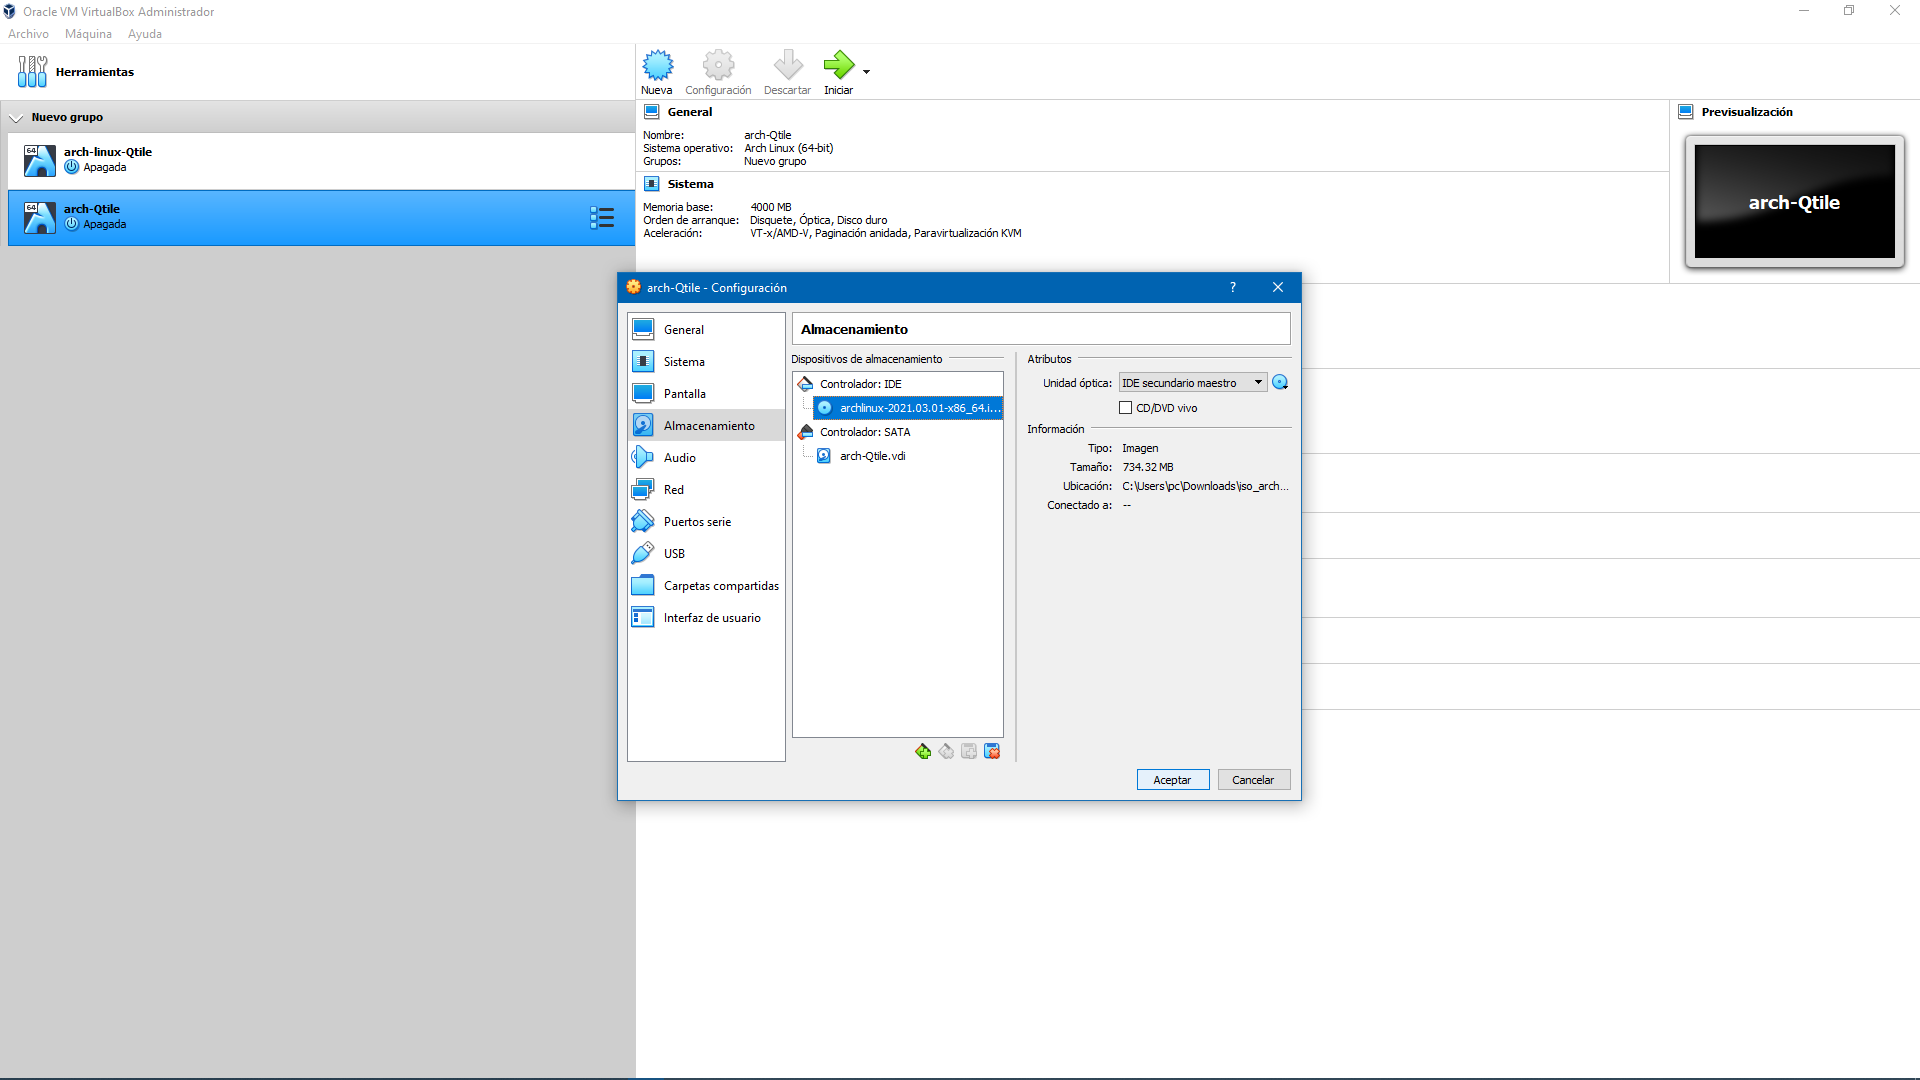 Oracle VM VirtualBox Administrador
Archivo Máquina Ayuda
Herramientas
Nueva Configuración Descartar Iniciar
Nuevo grupo
64
arch-linux-Qtile
Apagada
64
arch-Qtile
Apagada
General
Nombre: arch-Qtile
Sistema operativo: Arch Linux (64-bit)
Grupos: Nuevo grupo
Sistema
Memoria base: 4000 MB
Orden de arranque: Disquete, Óptica, Disco duro
Aceleración: VT-x/AMD-V, Paginación anidada, Paravirtualización KVM
Previsualización
arch-Qtile
arch-Qtile - Configuración
?
General
Sistema
Pantalla
Almacenamiento
Audio
Red
Puertos serie
USB
Carpetas compartidas
Interfaz de usuario
Almacenamiento
Dispositivos de almacenamiento
Controlador: IDE
archlinux-2021.03.01-x86_64.i...
Controlador: SATA
arch-Qtile.vdi
Atributos
Unidad óptica: IDE secundario maestro
CD/DVD vivo
Información
Tipo: Imagen
Tamaño: 734.32 MB
Ubicación: C:\Users\pc\Downloads\iso_arch...
Conectado a: --
Aceptar Cancelar